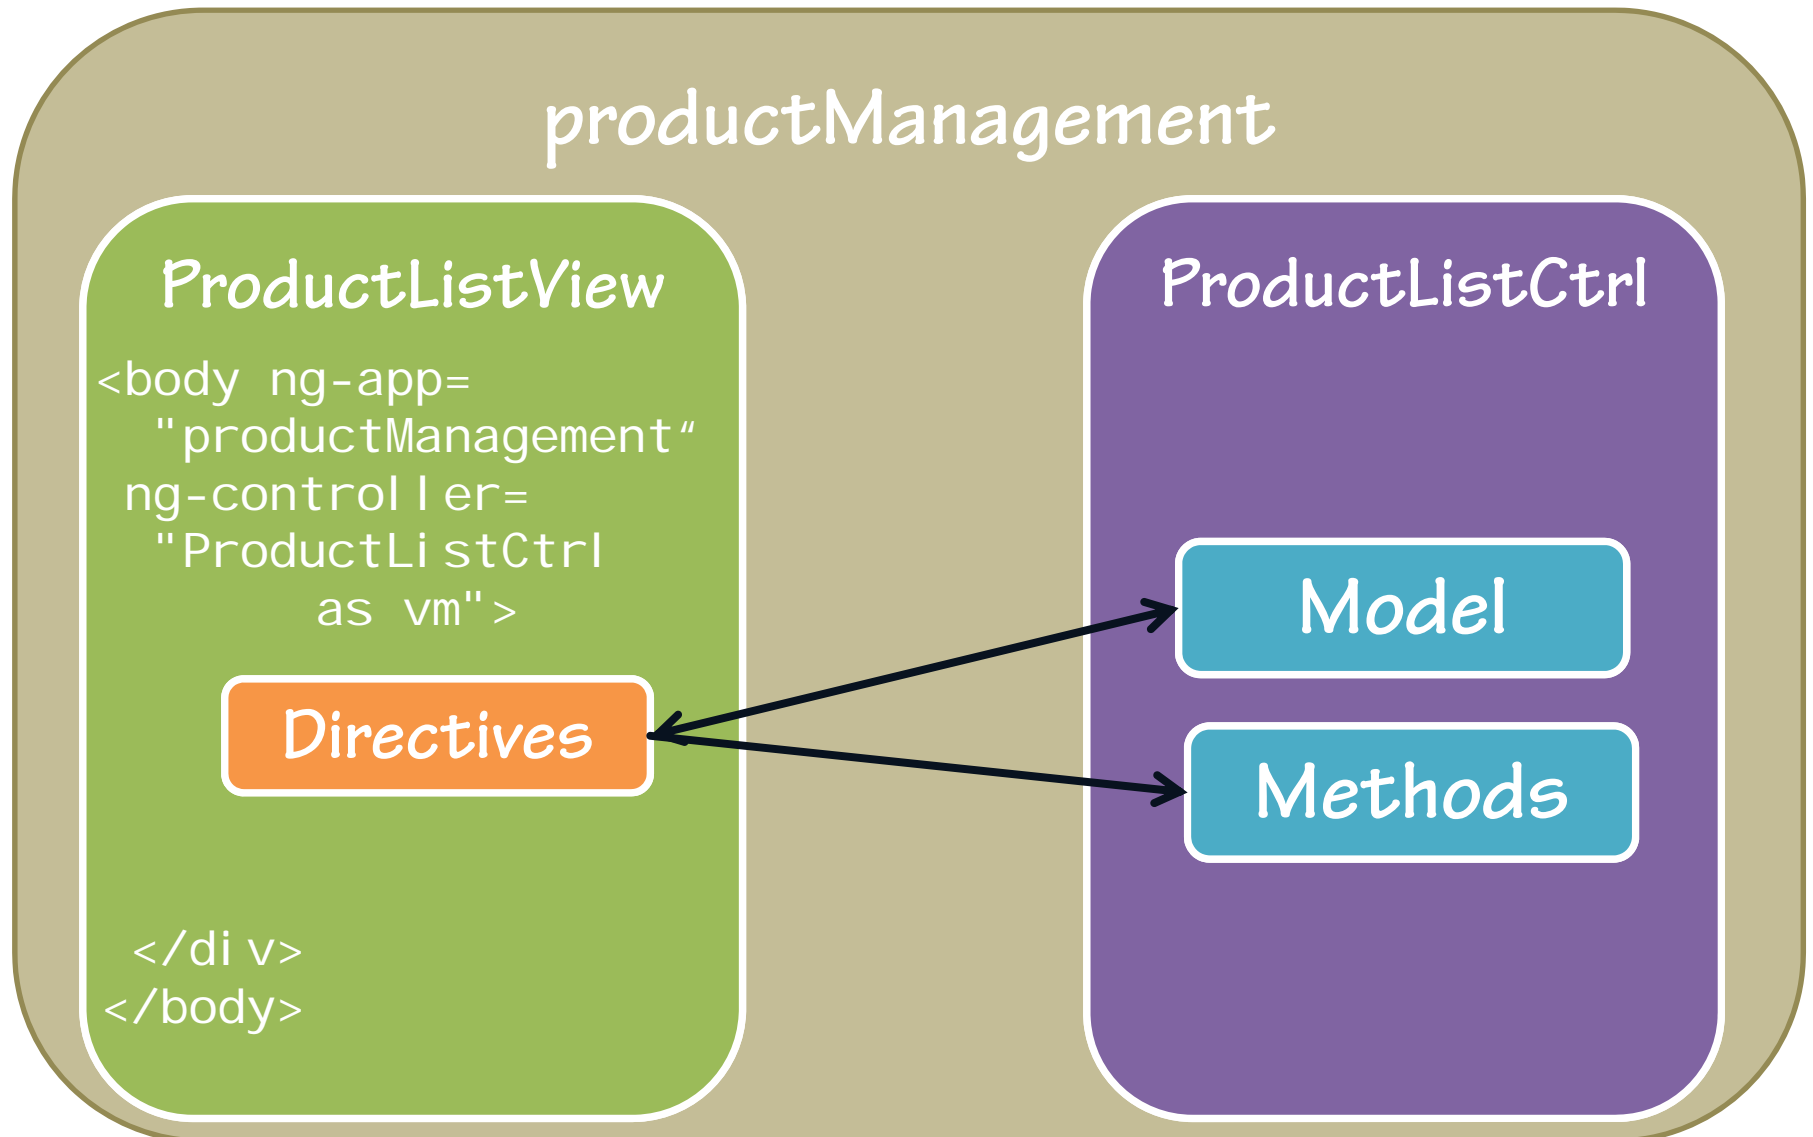 productManagement
ProductListView
<body ng-app=
"productManagement“
ng-controller=
"ProductListCtrl
as vm">
Directives
</div>
</body>
ProductListCtrl
Model
Methods